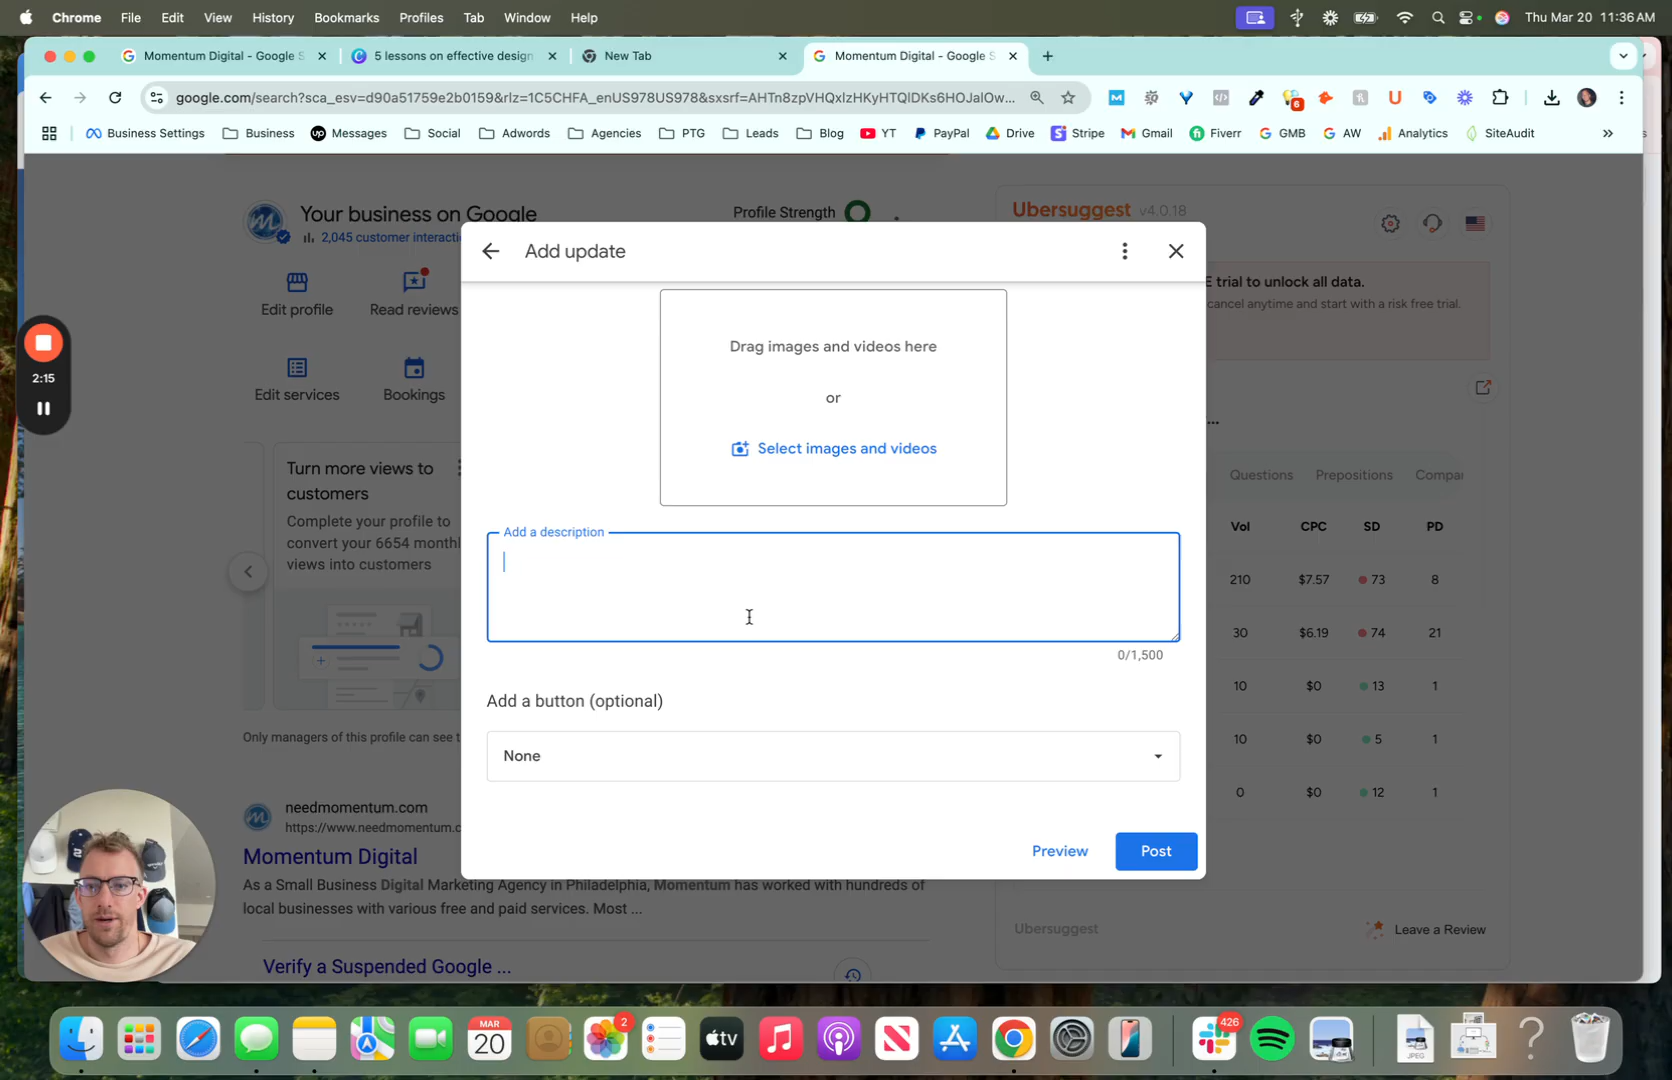 Chrome File Edit View History Bookmarks Profiles Tab Window Help Thu Mar 20 11:36 AM
Momentum Digital - Google S 5 lessons on effective design New Tab Momentum Digital - Google S
google.com/search?sca_esv=d90a51759e2b0159&rlz=1C5CHFA_enUS978US978&sxsrf=AHTn8zpVHQxIzHKyHTQIDKs6HOJaIOw...
6
Business Settings Business Messages Social Adwords Agencies PTG Leads Blog YT PayPal Drive Stripe Gmail Fiverr GMB AW Analytics SiteAudit »
Your business on Google
2,045 customer interacti
Profile Strength
Edit profile Read reviews
Edit services Bookings
Turn more views to
customers
Complete your profile to
convert your 6654 monthl
views into customers
Only managers of this profile can see t
needmomentum.com
https://www.needmomentum.c
Momentum Digital
As a Small Business Digital Marketing Agency in Philadelphia, Momentum has worked with hundreds of
local businesses with various free and paid services. Most ...
Verify a Suspended Google ...
2:15
Add update
Drag images and videos here
or
Select images and videos
Add a description
0/1,500
Add a button (optional)
None
Preview Post
Ubersuggest v4.0.18
E trial to unlock all data.
cancel anytime and start with a risk free trial.
...
Questions Prepositions Compar
Vol CPC SD PD
210 $7.57 73 8
30 $6.19 74 21
10 $0 13 1
10 $0 5 1
0 $0 12 1
Ubersuggest Leave a Review
MAR
20
2
tv
426
JPEG